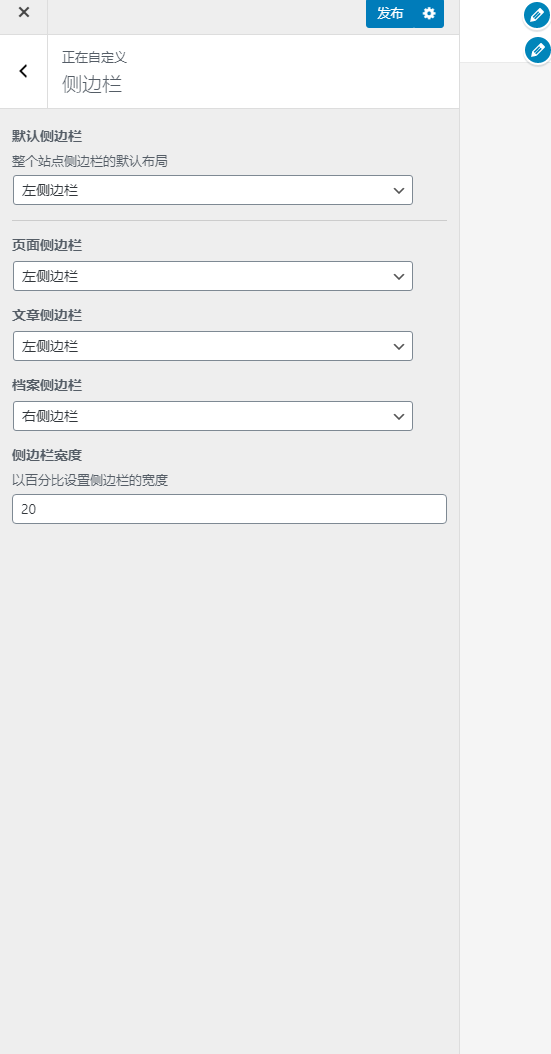 发布
正在自定义
侧边栏
默认侧边栏
整个站点侧边栏的默认布局
左侧边栏
页面侧边栏
左侧边栏
文章侧边栏
左侧边栏
档案侧边栏
右侧边栏
侧边栏宽度
以百分比设置侧边栏的宽度
20